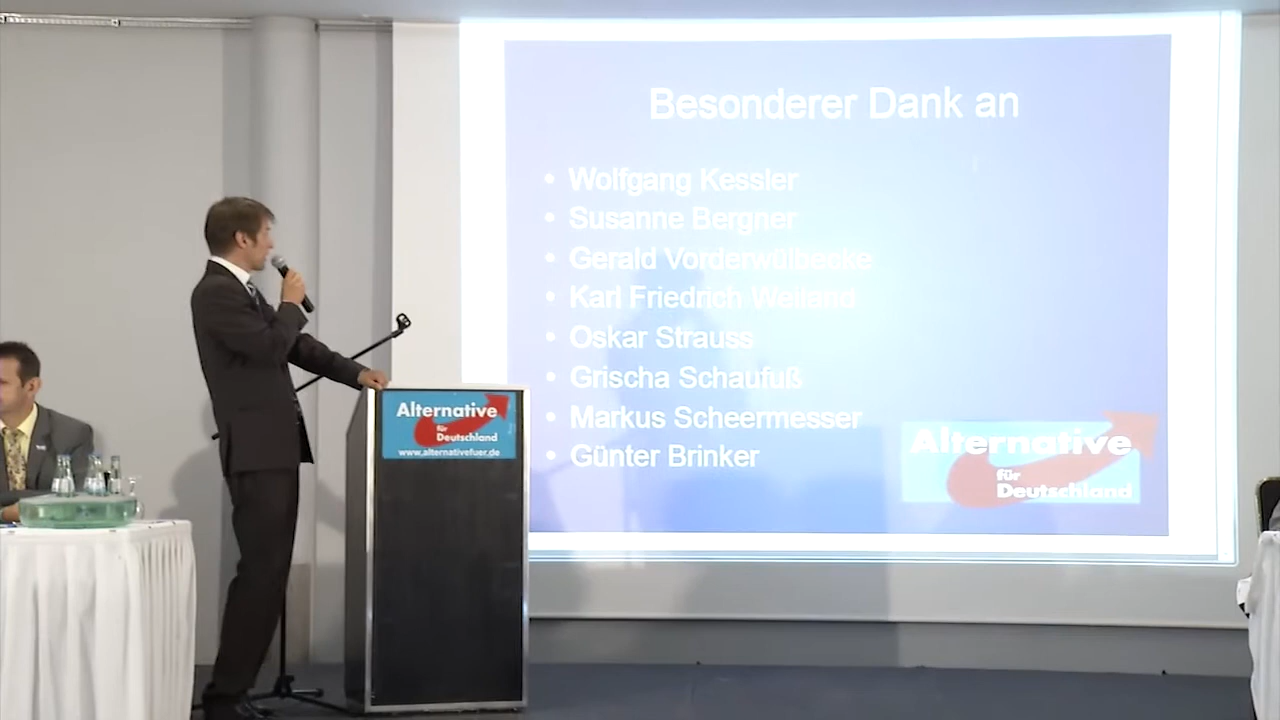 Besonderer Dank an
• Wolfgang Kessler
• Susanne Bergner
• Gerald Vorderwülbecke
• Karl Friedrich Weiland
• Oskar Strauss
• Grischa Schaufuß
• Markus Scheermesser
• Günter Brinker
Alternative
für
Deutschland
Alternative
für
Deutschland
www.alternativefuer.de